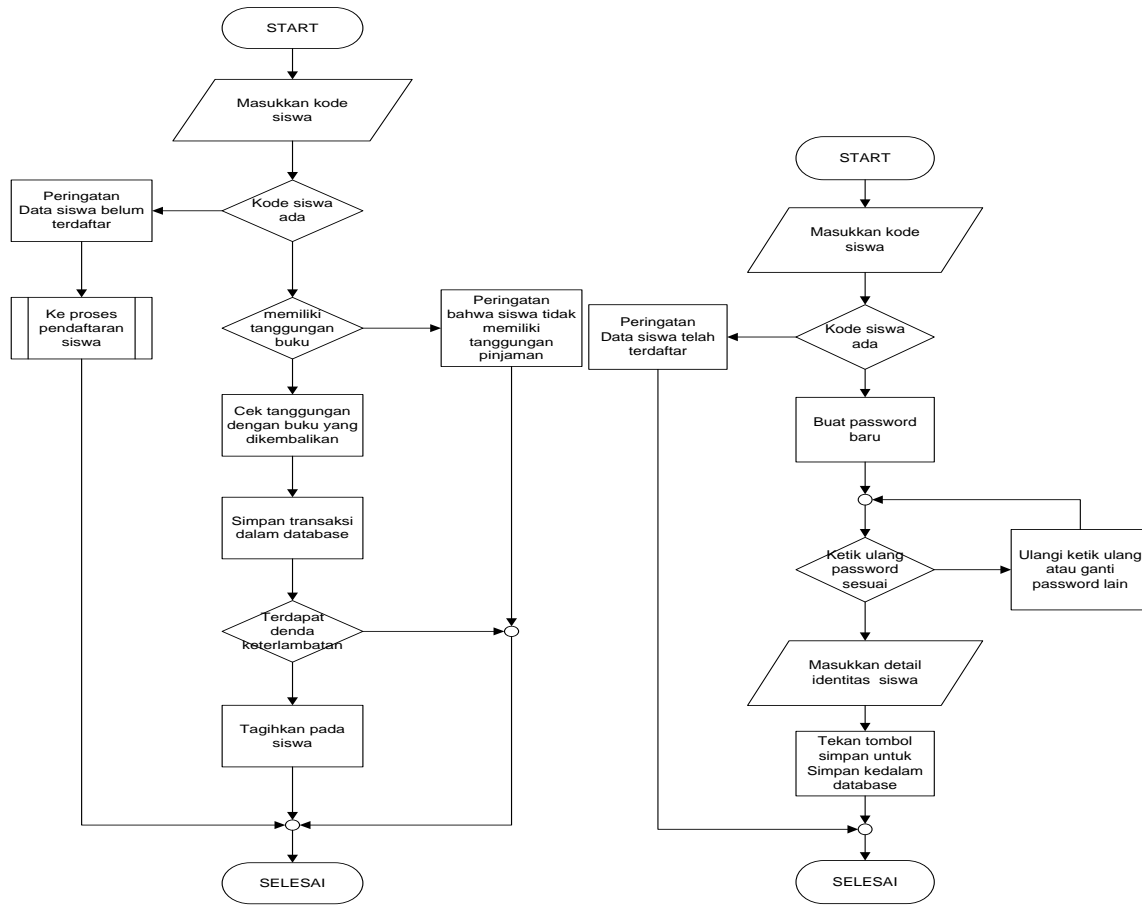 START
Masukkan kode
siswa
Kode siswa
ada
Peringatan
Data siswa belum
terdaftar
Ke proses
pendaftaran
siswa
memiliki
tanggungan
buku
Peringatan
bahwa siswa tidak
memiliki
tanggungan
pinjaman
Cek tanggungan
dengan buku yang
dikembalikan
Simpan transaksi
dalam database
Terdapat
denda
keterlambatan
Tagihkan pada
siswa
SELESAI
START
Masukkan kode
siswa
Kode siswa
ada
Peringatan
Data siswa telah
terdaftar
Buat password
baru
Ketik ulang
password
sesuai
Ulangi ketik ulang
atau ganti
password lain
Masukkan detail
identitas  siswa
Tekan tombol
simpan untuk
Simpan kedalam
database
SELESAI